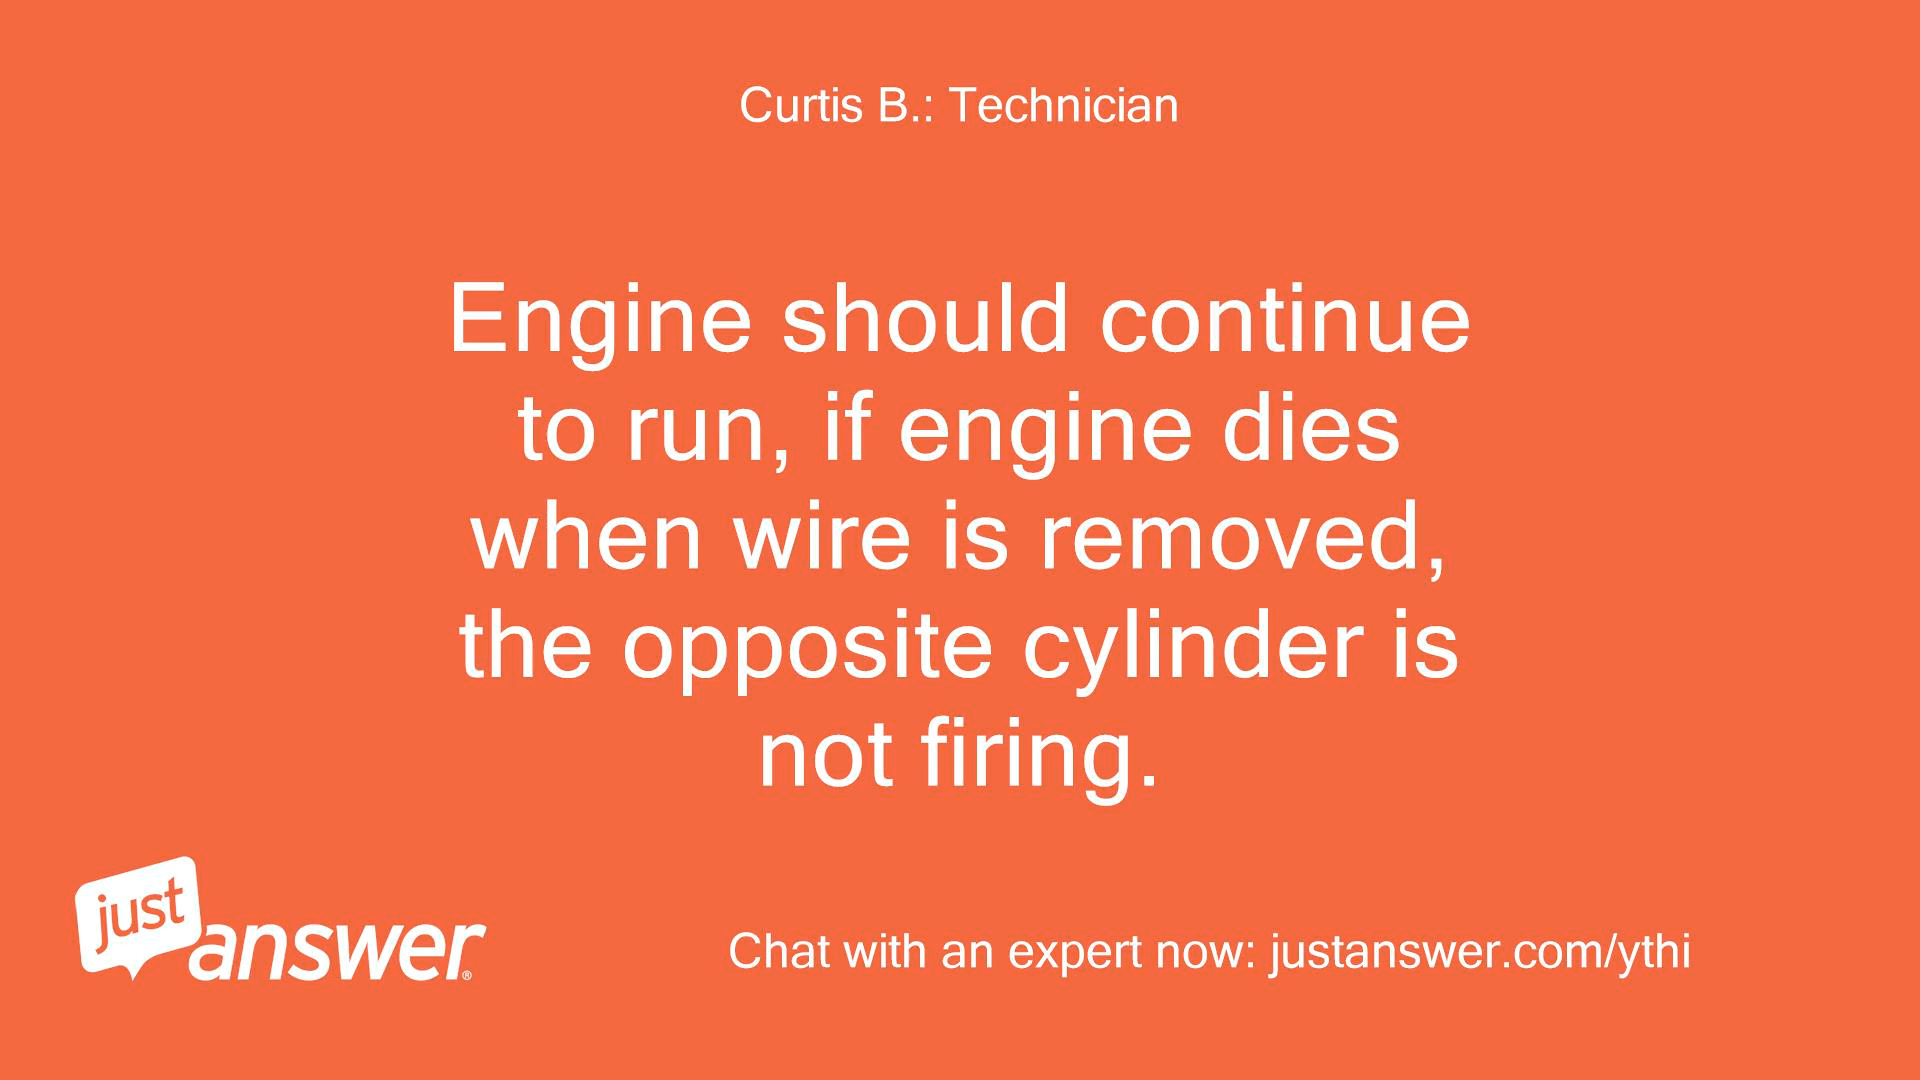 Curtis B.: Technician
Engine should continue
to run, if engine dies
when wire is removed,
the opposite cylinder is
not firing.
just
answer®
Chat with an expert now: justanswer.com/ythi